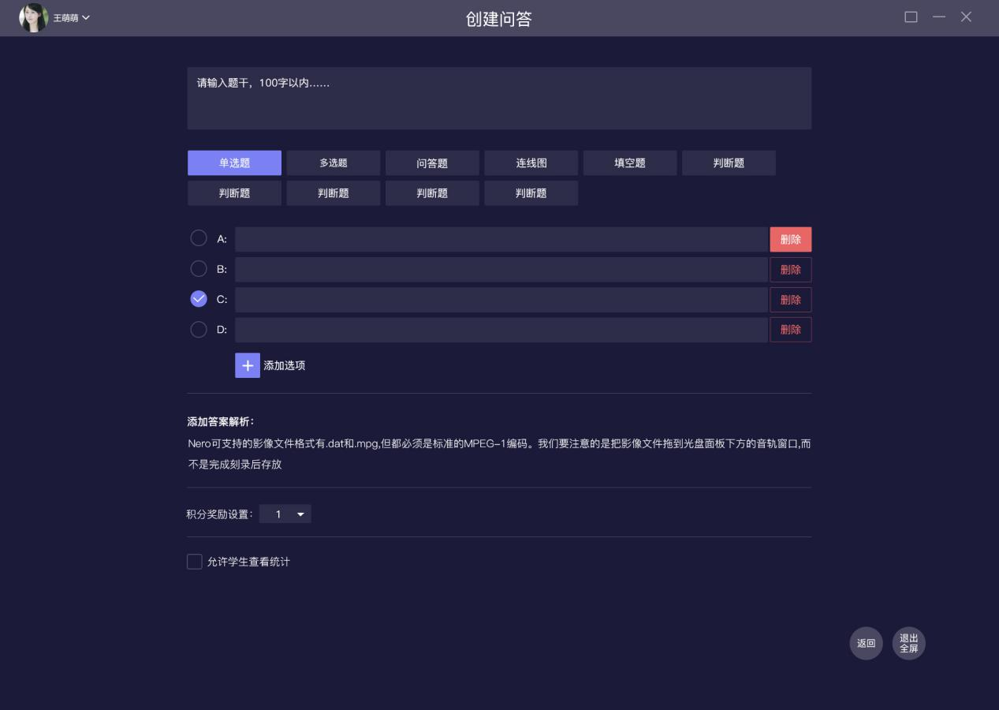 王萌萌
创建问答
请输入题干，100字以内……
单选题 多选题 问答题 连线图 填空题 判断题
判断题 判断题 判断题 判断题
A: 删除
B: 删除
C: 删除
D: 删除
添加选项
添加答案解析：
Nero可支持的影像文件格式有.dat和.mpg,但都必须是标准的MPEG-1编码。我们要注意的是把影像文件拖到光盘面板下方的音轨窗口,而
不是完成刻录后存放
积分奖励设置： 1
允许学生查看统计
返回
退出
全屏